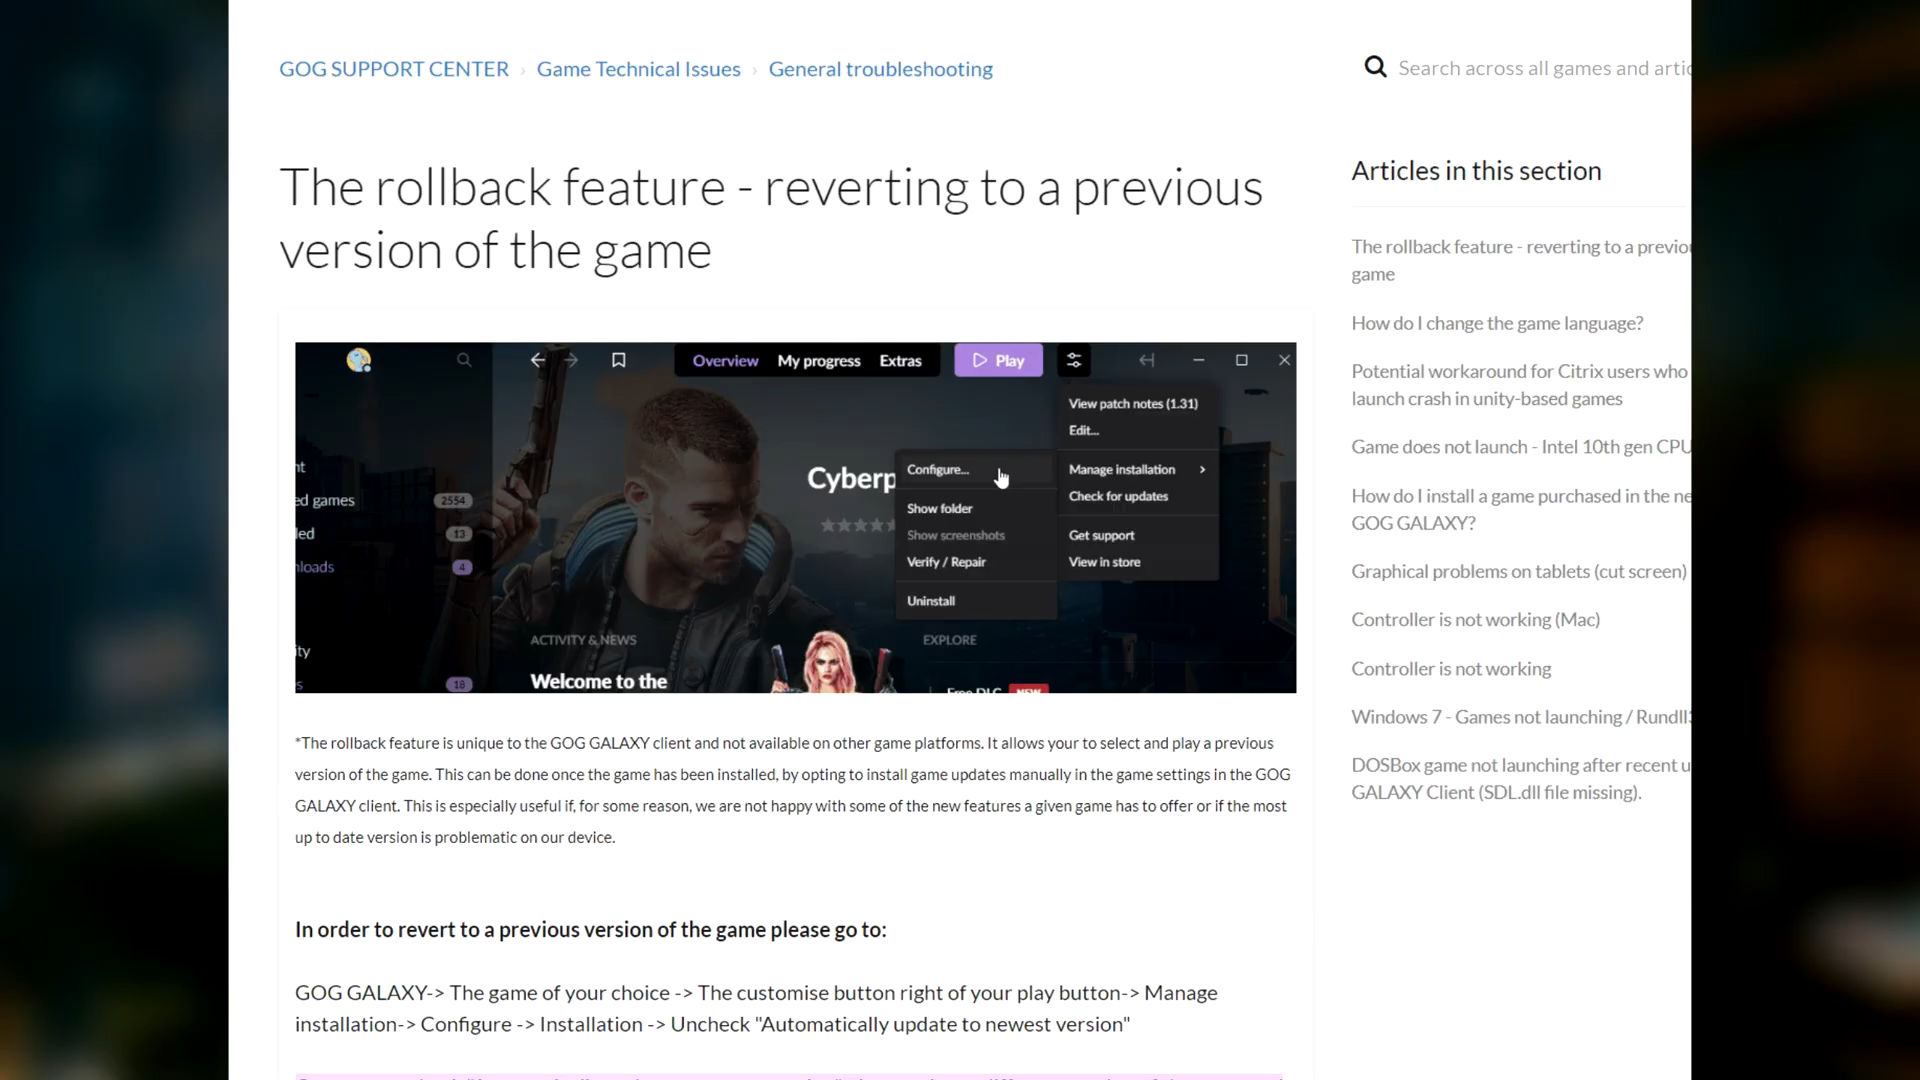 GOG SUPPORT CENTER › Game Technical Issues › General troubleshooting
Search across all games and artic
The rollback feature - reverting to a previous
version of the game
Overview My progress Extras Play
View patch notes (1.31)
Edit...
Manage installation
Check for updates
Get support
View in store
Configure...
Show folder
Show screenshots
Verify / Repair
Uninstall
Cyberp
nt
ed games 2554
led 13
nloads 4
ity
s 18
ACTIVITY & NEWS
Welcome to the
EXPLORE
Free DLC NEW
*The rollback feature is unique to the GOG GALAXY client and not available on other game platforms. It allows your to select and play a previous
version of the game. This can be done once the game has been installed, by opting to install game updates manually in the game settings in the GOG
GALAXY client. This is especially useful if, for some reason, we are not happy with some of the new features a given game has to offer or if the most
up to date version is problematic on our device.
In order to revert to a previous version of the game please go to:
GOG GALAXY-> The game of your choice -> The customise button right of your play button-> Manage
installation-> Configure -> Installation -> Uncheck "Automatically update to newest version"
Articles in this section
The rollback feature - reverting to a previou
game
How do I change the game language?
Potential workaround for Citrix users who
launch crash in unity-based games
Game does not launch - Intel 10th gen CPU
How do I install a game purchased in the ne
GOG GALAXY?
Graphical problems on tablets (cut screen)
Controller is not working (Mac)
Controller is not working
Windows 7 - Games not launching / Rundll3
DOSBox game not launching after recent u
GALAXY Client (SDL.dll file missing).